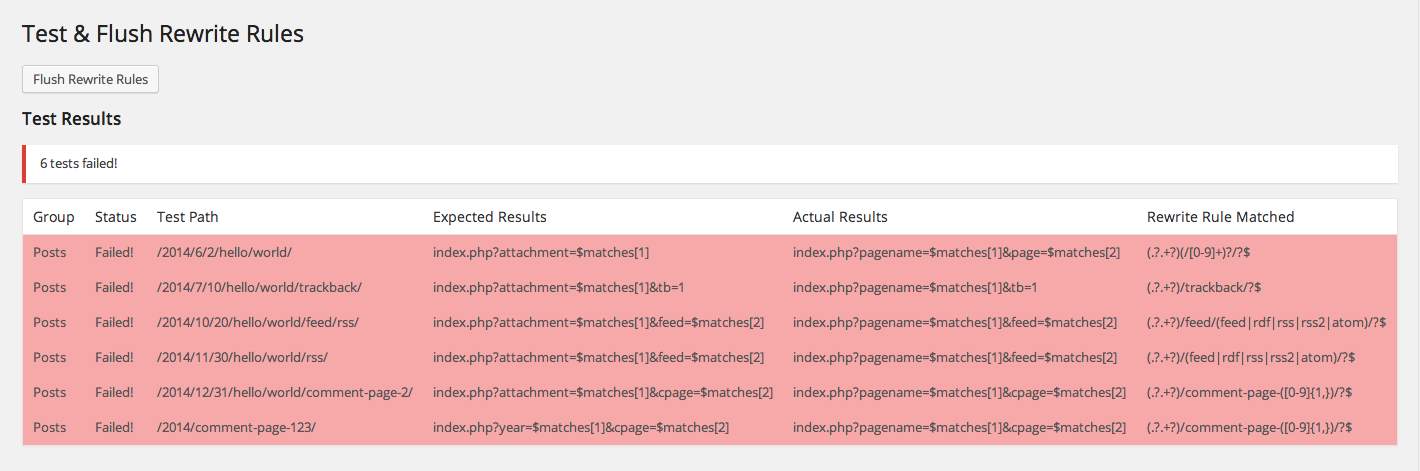 Test & Flush Rewrite Rules
Flush Rewrite Rules
Test Results
6 tests failed!
Group Status Test Path Expected Results Actual Results Rewrite Rule Matched
Posts Failed! /2014/6/2/hello/world/ index.php?attachment=$matches[1] index.php?pagename=$matches[1]&page=$matches[2] (.?.+?)(/[0-9]+)?/?$
Posts Failed! /2014/7/10/hello/world/trackback/ index.php?attachment=$matches[1]&tb=1 index.php?pagename=$matches[1]&tb=1 (.?.+?)/trackback/?$
Posts Failed! /2014/10/20/hello/world/feed/rss/ index.php?attachment=$matches[1]&feed=$matches[2] index.php?pagename=$matches[1]&feed=$matches[2] (.?.+?)/feed/(feed|rdf|rss|rss2|atom)/?$
Posts Failed! /2014/11/30/hello/world/rss/ index.php?attachment=$matches[1]&feed=$matches[2] index.php?pagename=$matches[1]&feed=$matches[2] (.?.+?)/(feed|rdf|rss|rss2|atom)/?$
Posts Failed! /2014/12/31/hello/world/comment-page-2/ index.php?attachment=$matches[1]&cpage=$matches[2] index.php?pagename=$matches[1]&cpage=$matches[2] (.?.+?)/comment-page-([0-9]{1,})/?$
Posts Failed! /2014/comment-page-123/ index.php?year=$matches[1]&cpage=$matches[2] index.php?pagename=$matches[1]&cpage=$matches[2] (.?.+?)/comment-page-([0-9]{1,})/?$